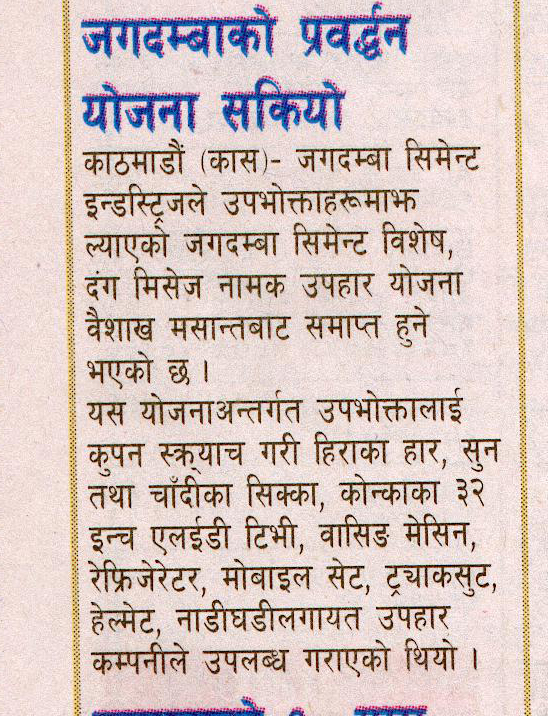 जगदम्बाको प्रवर्द्धन
योजना सकियो
काठमाडौं (कास)- जगदम्बा सिमेन्ट
इन्डस्ट्रिजले उपभोक्ताहरूमाझ
ल्याएको जगदम्बा सिमेन्ट विशेष,
दंग मिसेज नामक उपहार योजना
वैशाख मसान्तबाट समाप्त हुने
भएको छ ।
यस योजनाअन्तर्गत उपभोक्तालाई
कुपन स्क्र्याच गरी हिराका हार, सुन
तथा चाँदीका सिक्का, कोन्काका ३२
इन्च एलईडी टिभी, वासिङ मेसिन,
रेफ्रिजेरेटर, मोबाइल सेट, ट्र्याकसुट,
हेल्मेट, नाडीघडीलगायत उपहार
कम्पनीले उपलब्ध गराएको थियो ।